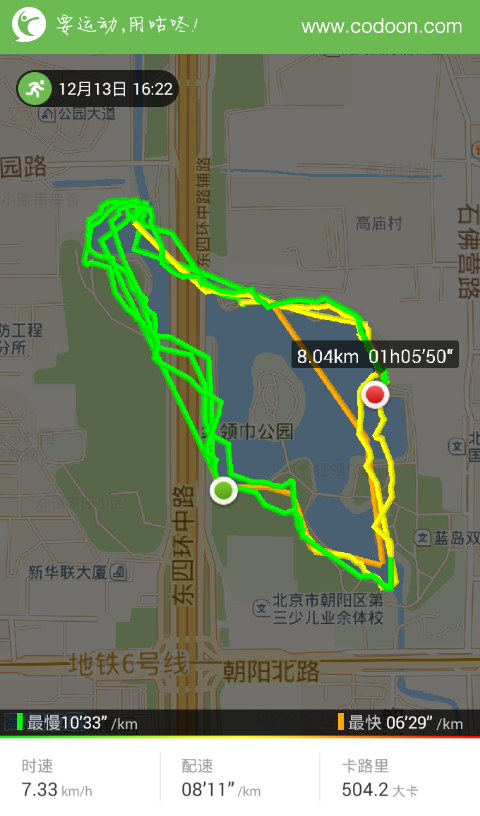 要运动,用咕咚!
www.codoon.com
12月13日 16:22
公园大道
园路
东四环中路辅路
高庙村
石佛营路
防工程
分所
8.04km 01h05'50"
领巾公园
红领
北
国
蓝岛双
东四环中路
新华联大厦
北京市朝阳区第
三少儿业余体校
地铁6号线
朝阳北路
最慢10'33" /km
最快 06'29" /km
时速
配速
卡路里
7.33 km/h
08'11" /km
504.2 大卡